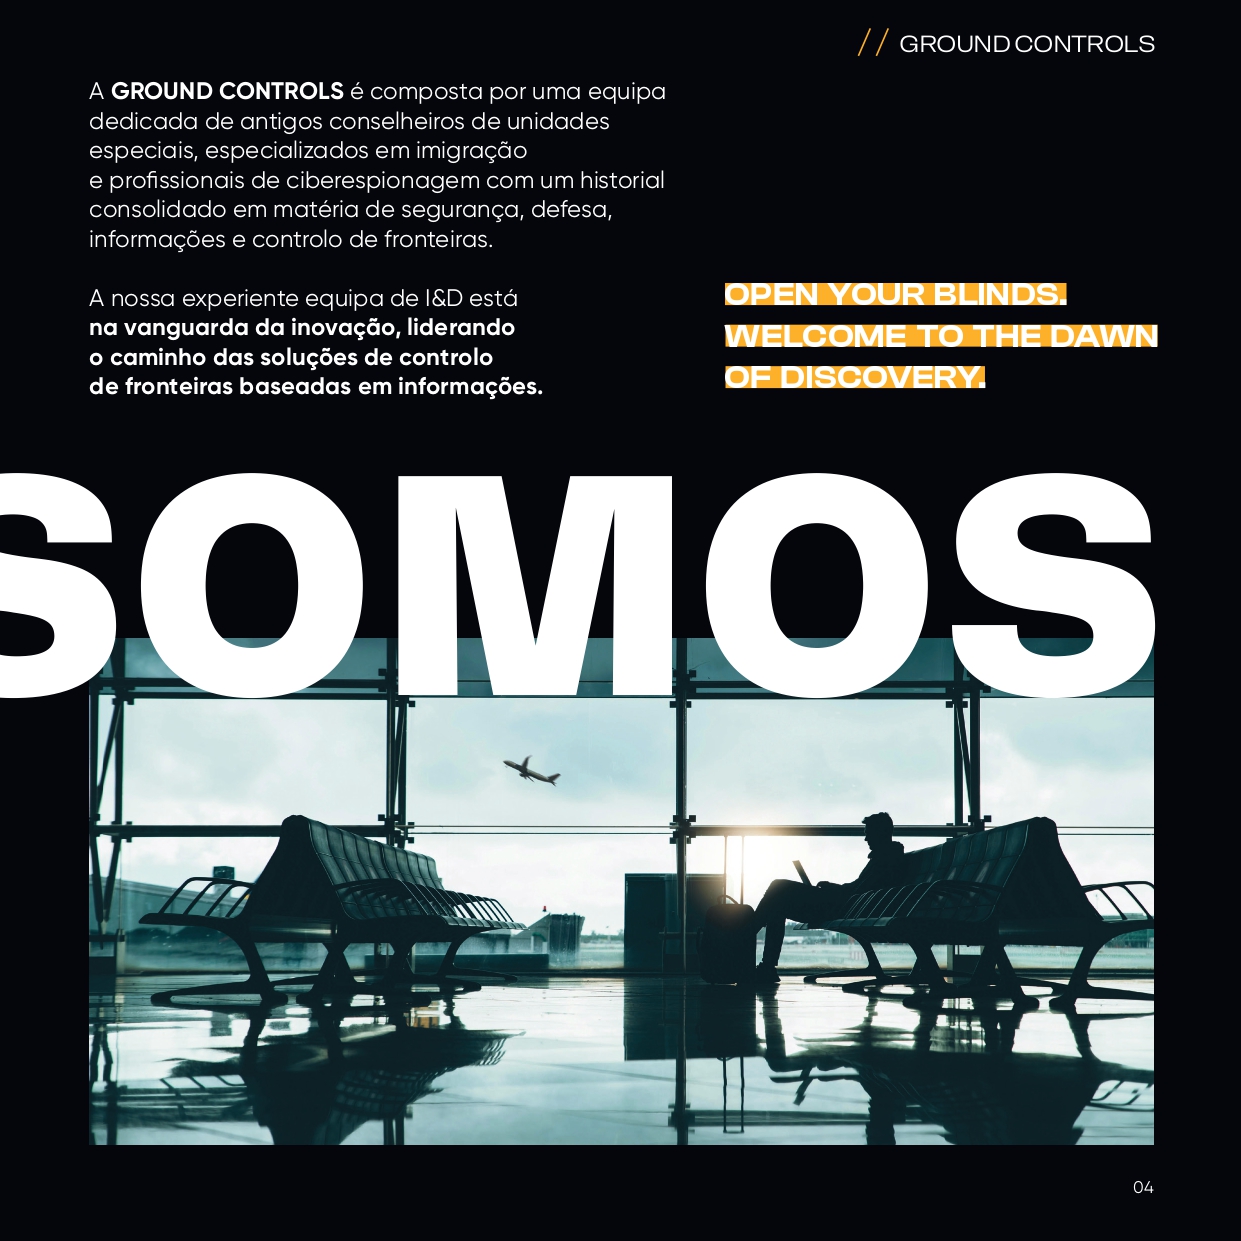 // GROUND CONTROLS
A GROUND CONTROLS é composta por uma equipa
dedicada de antigos conselheiros de unidades
especiais, especializados em imigração
e profissionais de ciberespionagem com um historial
consolidado em matéria de segurança, defesa,
informações e controlo de fronteiras.
A nossa experiente equipa de I&D está
na vanguarda da inovação, liderando
o caminho das soluções de controlo
de fronteiras baseadas em informações.
OPEN YOUR BLINDS.
WELCOME TO THE DAWN
OF DISCOVERY.
SOMOS
04